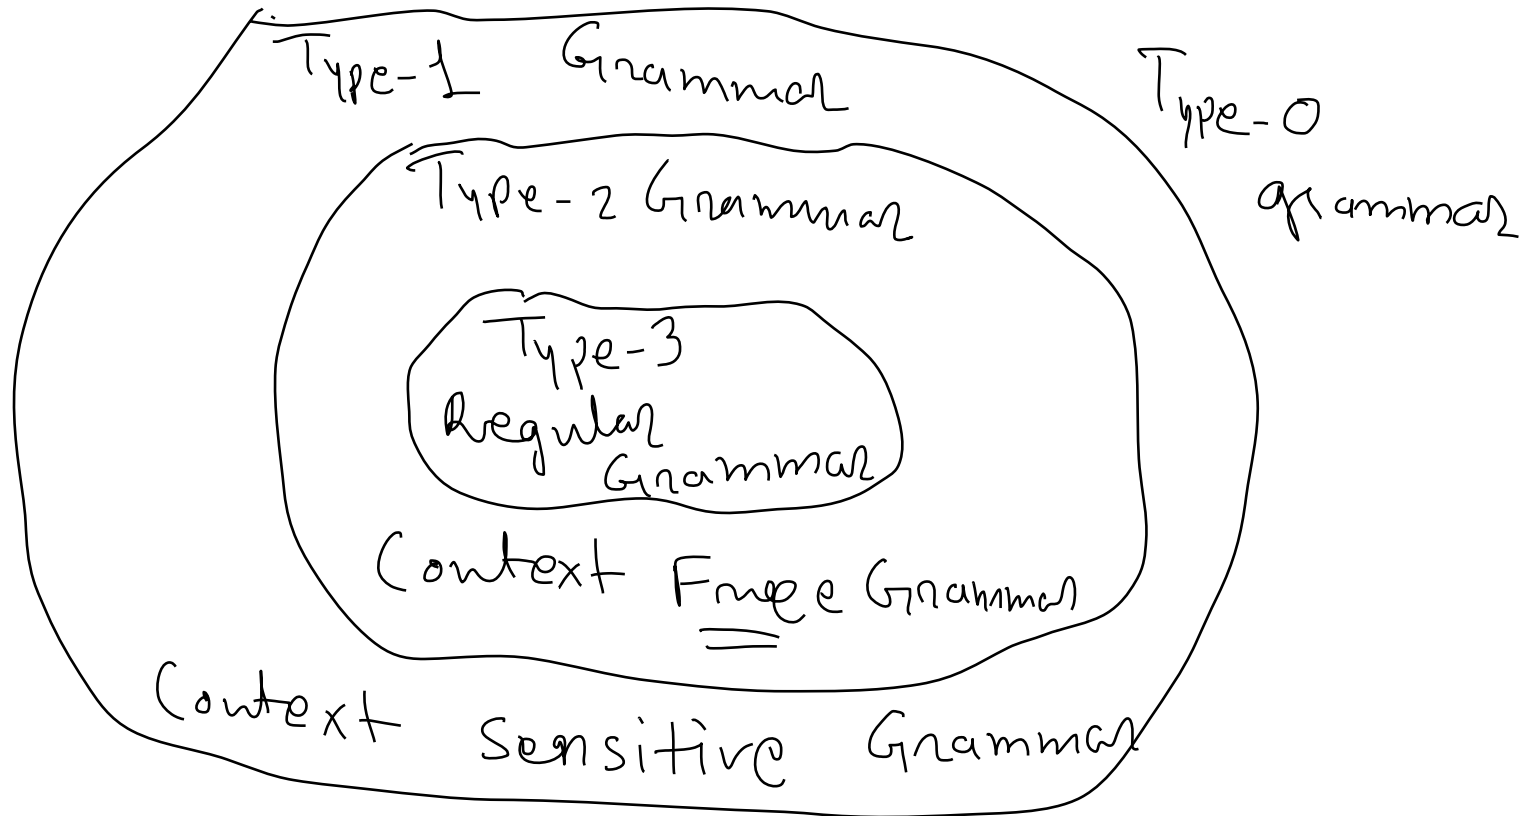 Type-1 Grammar
Type-0
grammar
Type-2 Grammar
Type-3
Regular
Grammar
Context Free Grammar
Context Sensitive Grammar